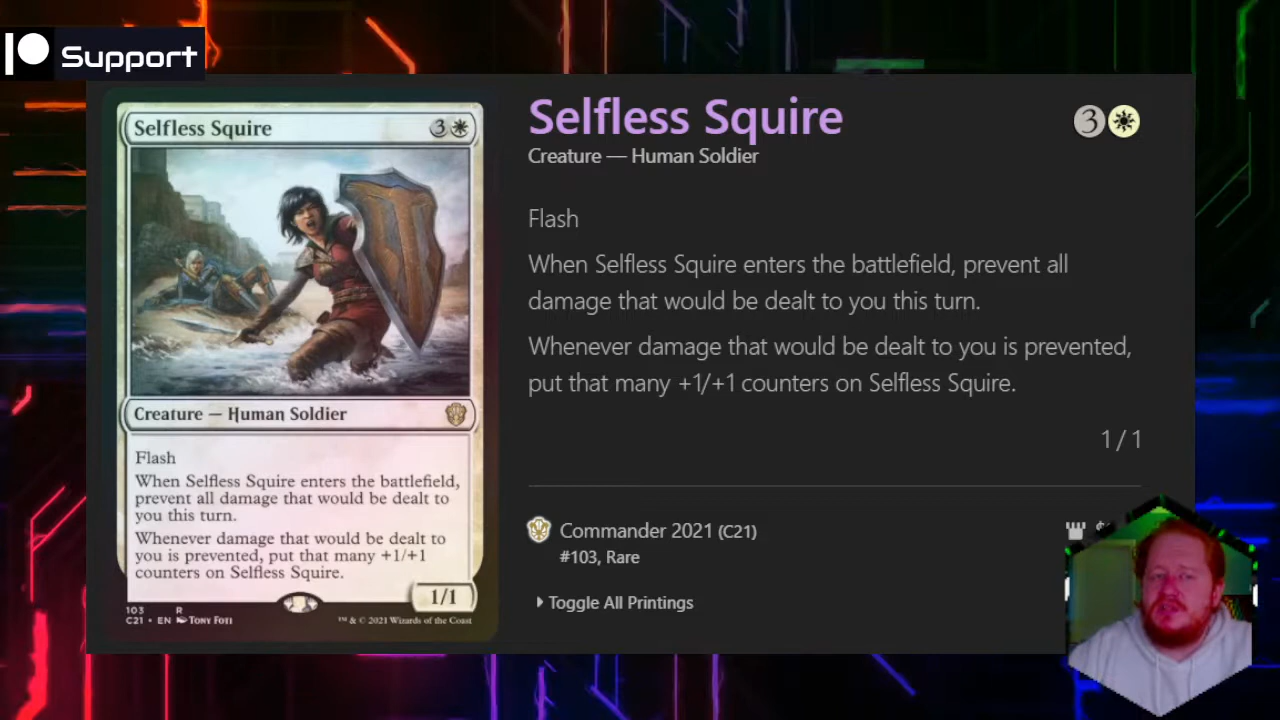 Support
Selfless Squire
3
Creature — Human Soldier
Flash
When Selfless Squire enters the battlefield,
prevent all damage that would be dealt to
you this turn.
Whenever damage that would be dealt to
you is prevented, put that many +1/+1
counters on Selfless Squire.
1/1
103 R
C21 • EN Tony Foti
™ & © 2021 Wizards of the Coast
Selfless Squire
3
Creature — Human Soldier
Flash
When Selfless Squire enters the battlefield, prevent all
damage that would be dealt to you this turn.
Whenever damage that would be dealt to you is prevented,
put that many +1/+1 counters on Selfless Squire.
1 / 1
Commander 2021 (C21)
#103, Rare
Toggle All Printings